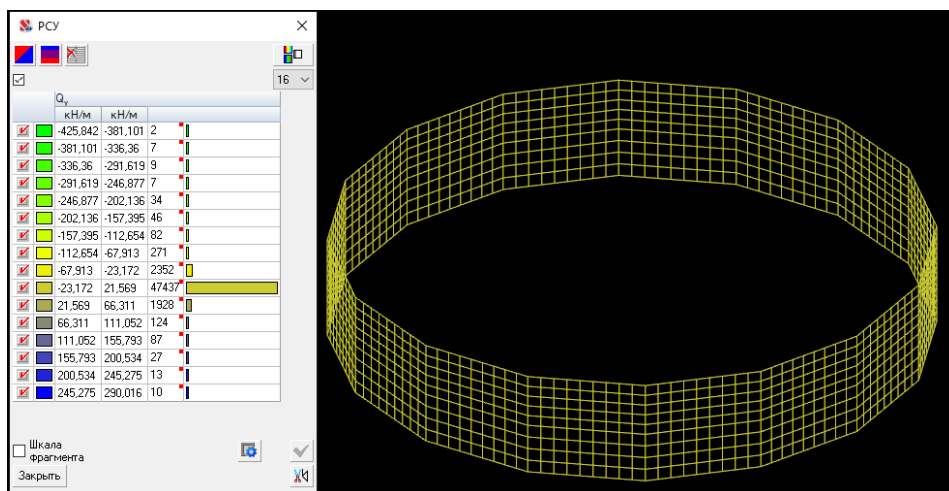 РСУ
16
Qy
кН/м кН/м
-425,842 -381,101 2
-381,101 -336,36 7
-336,36 -291,619 9
-291,619 -246,877 7
-246,877 -202,136 34
-202,136 -157,395 46
-157,395 -112,654 82
-112,654 -67,913 271
-67,913 -23,172 2352
-23,172 21,569 47437
21,569 66,311 1928
66,311 111,052 124
111,052 155,793 87
155,793 200,534 27
200,534 245,275 13
245,275 290,016 10
Шкала
фрагмента
Закрыть